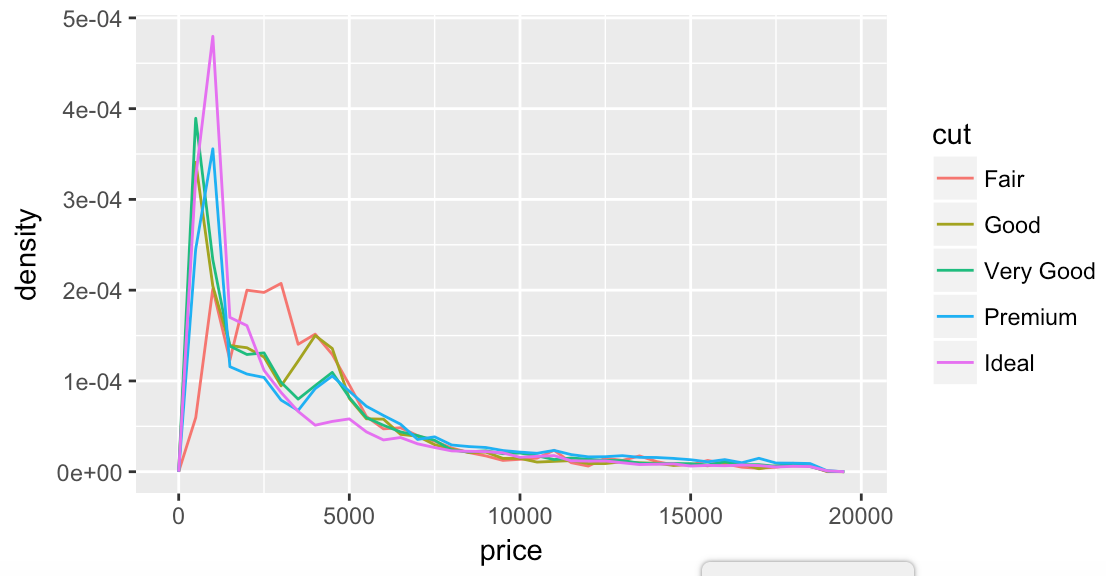 5e-04
4e-04
3e-04
2e-04
1e-04
0e+00
density
0
5000
10000
15000
20000
price
cut
Fair
Good
Very Good
Premium
Ideal